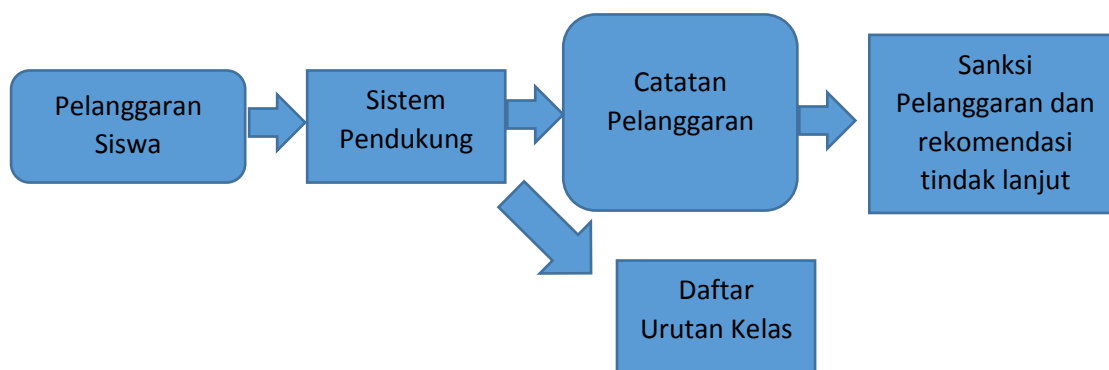 Pelanggaran
Siswa
Sistem
Pendukung
Catatan
Pelanggaran
Sanksi
Pelanggaran dan
rekomendasi
tindak lanjut
Daftar
Urutan Kelas